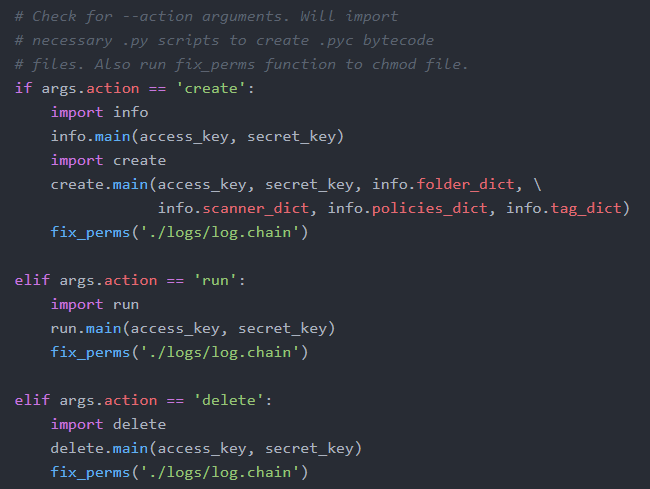 # Check for --action arguments. Will import
# necessary .py scripts to create .pyc bytecode
# files. Also run fix_perms function to chmod file.
if args.action == 'create':
    import info
    info.main(access_key, secret_key)
    import create
    create.main(access_key, secret_key, info.folder_dict, \
                info.scanner_dict, info.policies_dict, info.tag_dict)
    fix_perms('./logs/log.chain')

elif args.action == 'run':
    import run
    run.main(access_key, secret_key)
    fix_perms('./logs/log.chain')

elif args.action == 'delete':
    import delete
    delete.main(access_key, secret_key)
    fix_perms('./logs/log.chain')